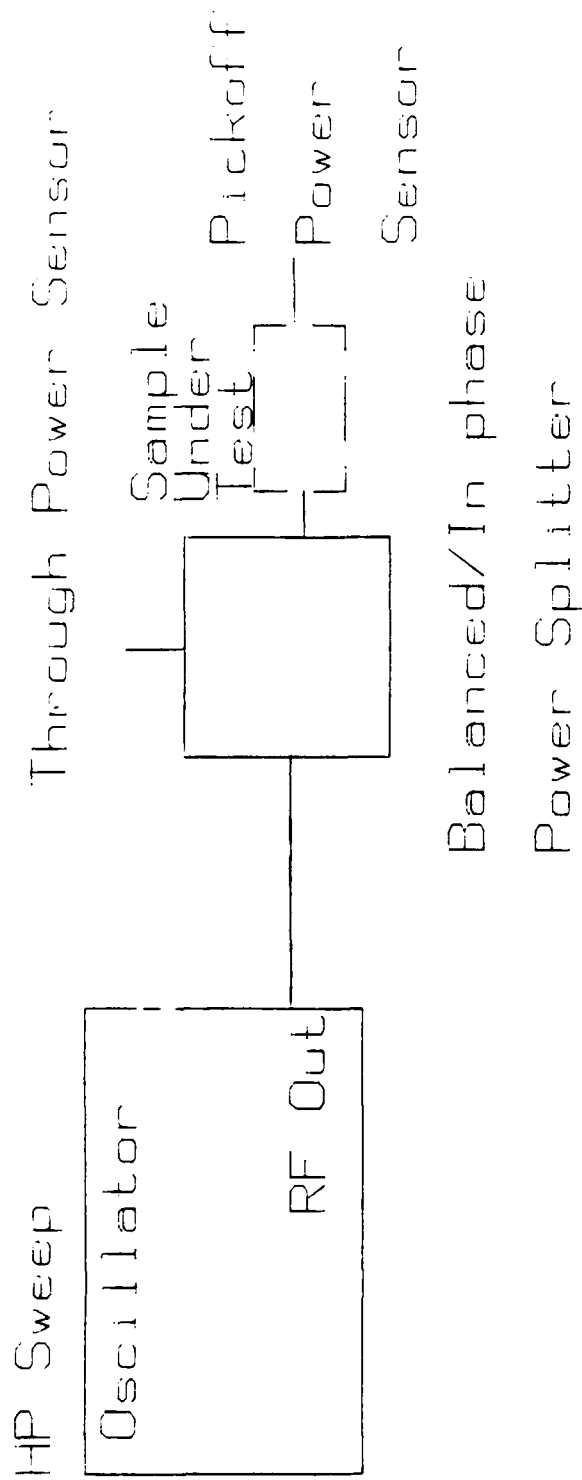 HP Sweep
Oscillator
RF Out
Through Power Sensor
Sample
Under
Test
Pickoff
Power
Sensor
Balanced/In phase
Power Splitter